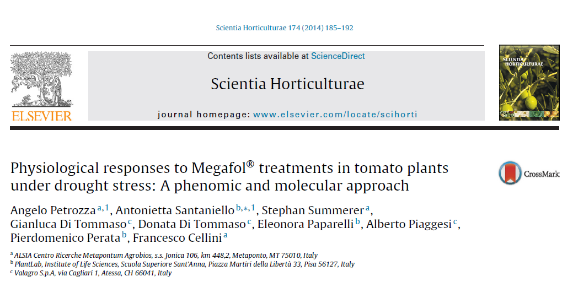 Scientia Horticulturae 174 (2014) 185–192
Contents lists available at ScienceDirect
Scientia Horticulturae
journal homepage: www.elsevier.com/locate/scihorti
ELSEVIER
SCIENTIA
HORTICULTURAE
CrossMark
Physiological responses to Megafol® treatments in tomato plants
under drought stress: A phenomic and molecular approach
Angelo Petrozza a,1, Antonietta Santaniello b,∗,1, Stephan Summerer a,
Gianluca Di Tommaso c, Donata Di Tommaso c, Eleonora Paparelli b, Alberto Piaggesi c,
Pierdomenico Perata b, Francesco Cellini a
a ALSIA Centro Ricerche Metapontum Agrobios, s.s. Jonica 106, km 448,2, Metaponto, MT 75010, Italy
b PlantLab, Institute of Life Sciences, Scuola Superiore Sant'Anna, Piazza Martiri della Libertà 33, Pisa 56127, Italy
c Valagro S.p.A, via Cagliari 1, Atessa, CH 66041, Italy